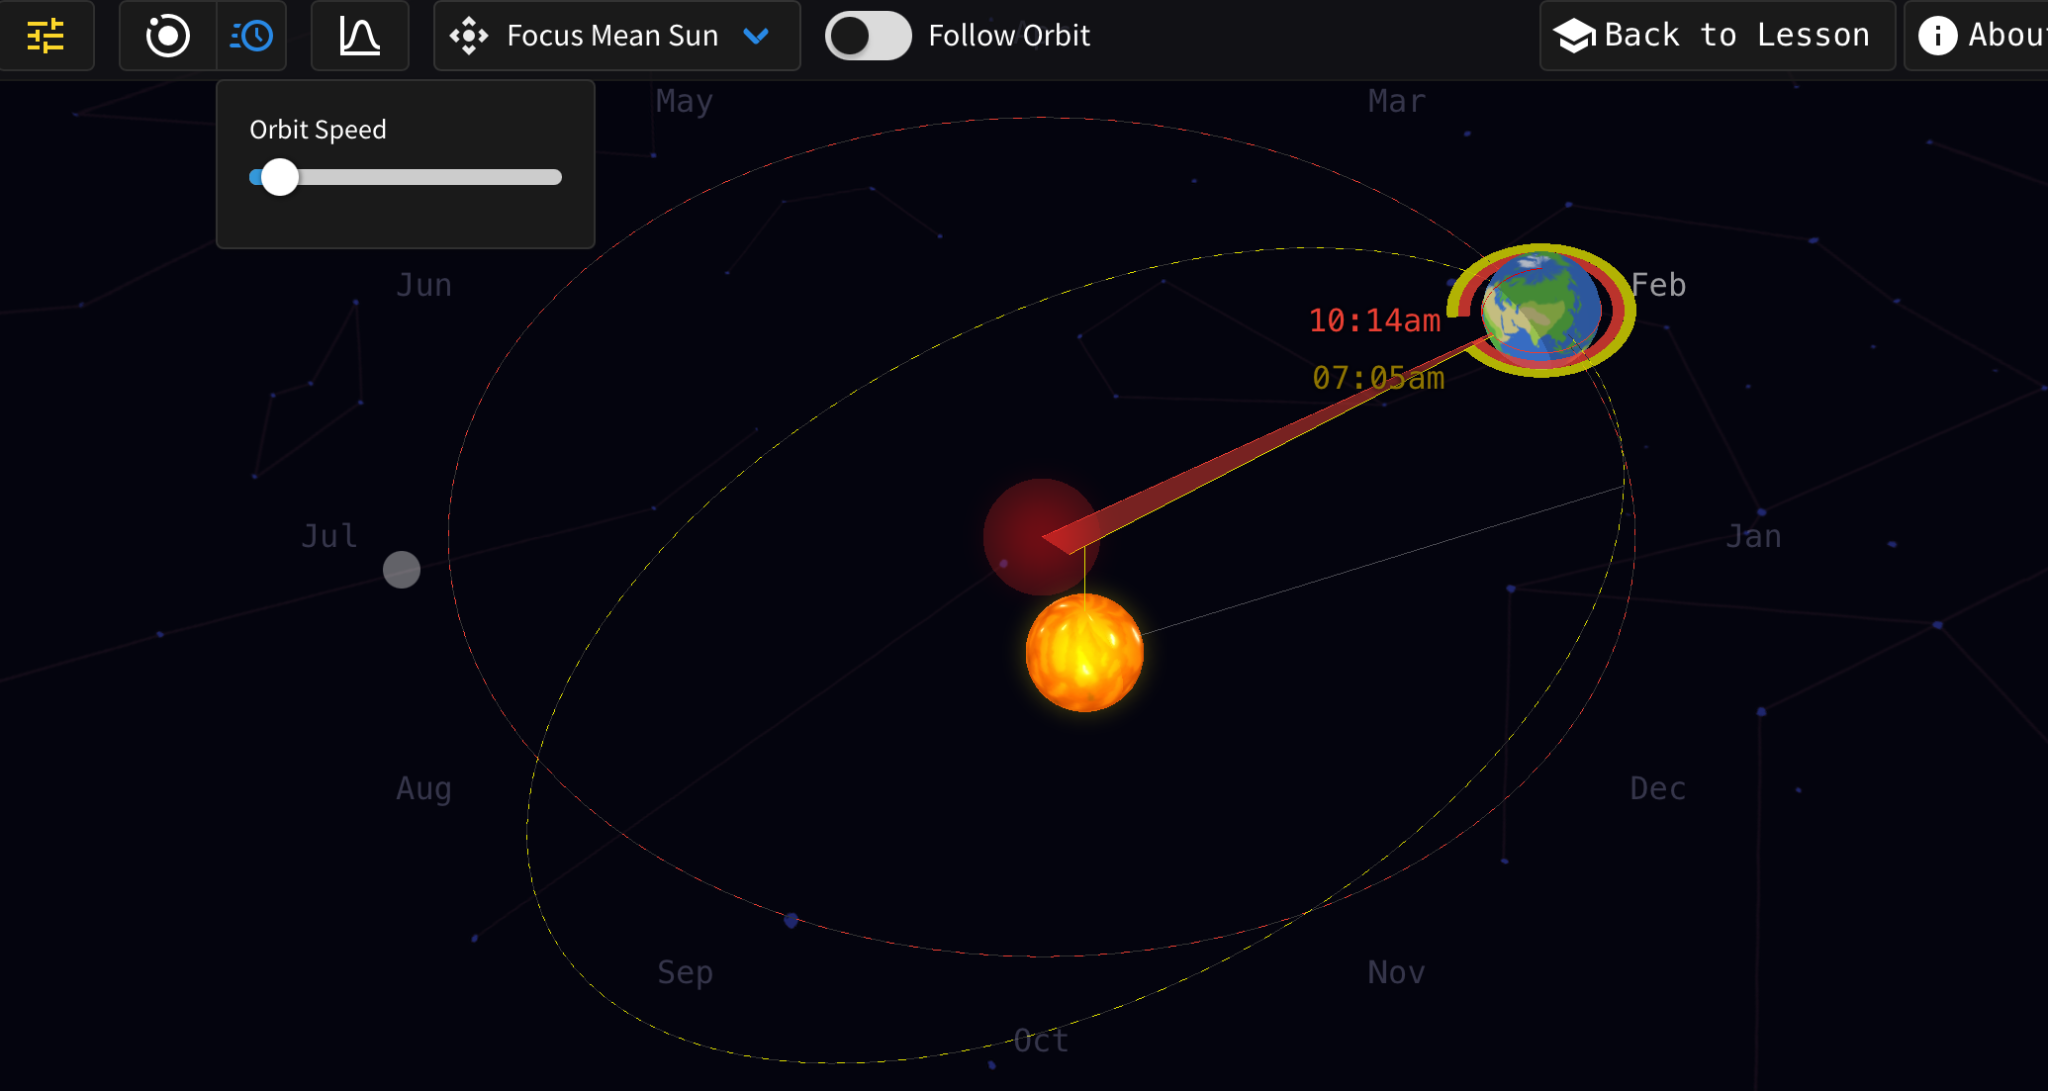 Focus Mean Sun
Follow Orbit
Back to Lesson
Abou
Orbit Speed
May
Mar
Jun
Feb
10:14am
07:05am
Jul
Jan
Aug
Dec
Sep
Nov
Oct